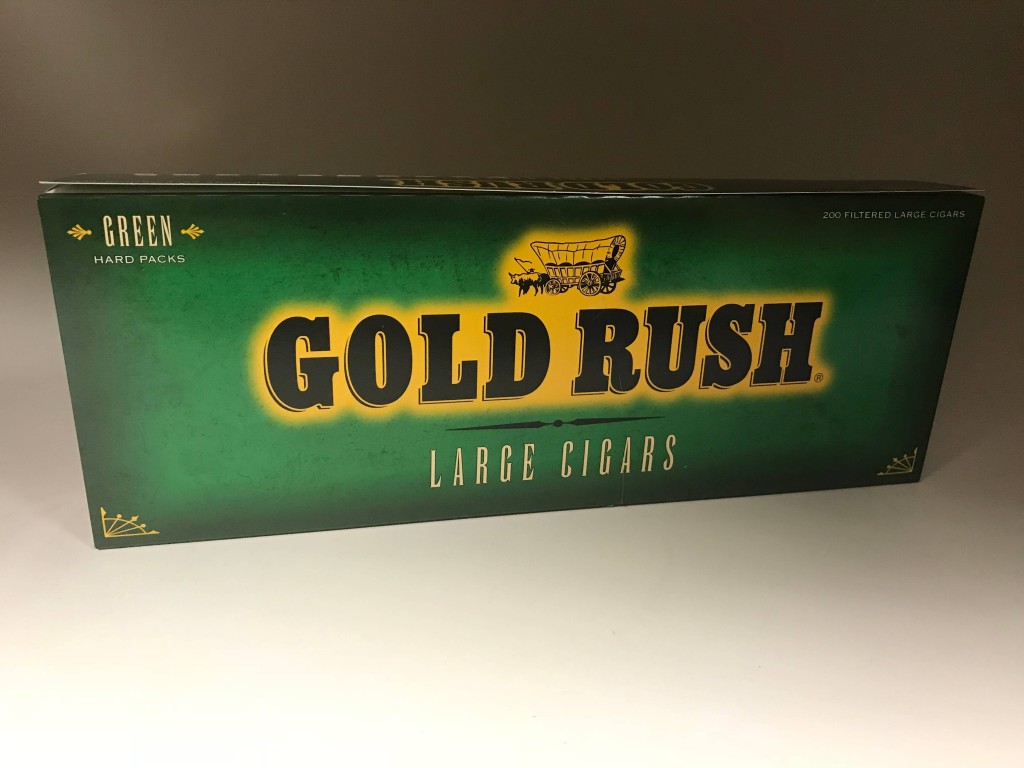 GREEN
HARD PACKS
200 FILTERED LARGE CIGARS
GOLD RUSH®
LARGE CIGARS